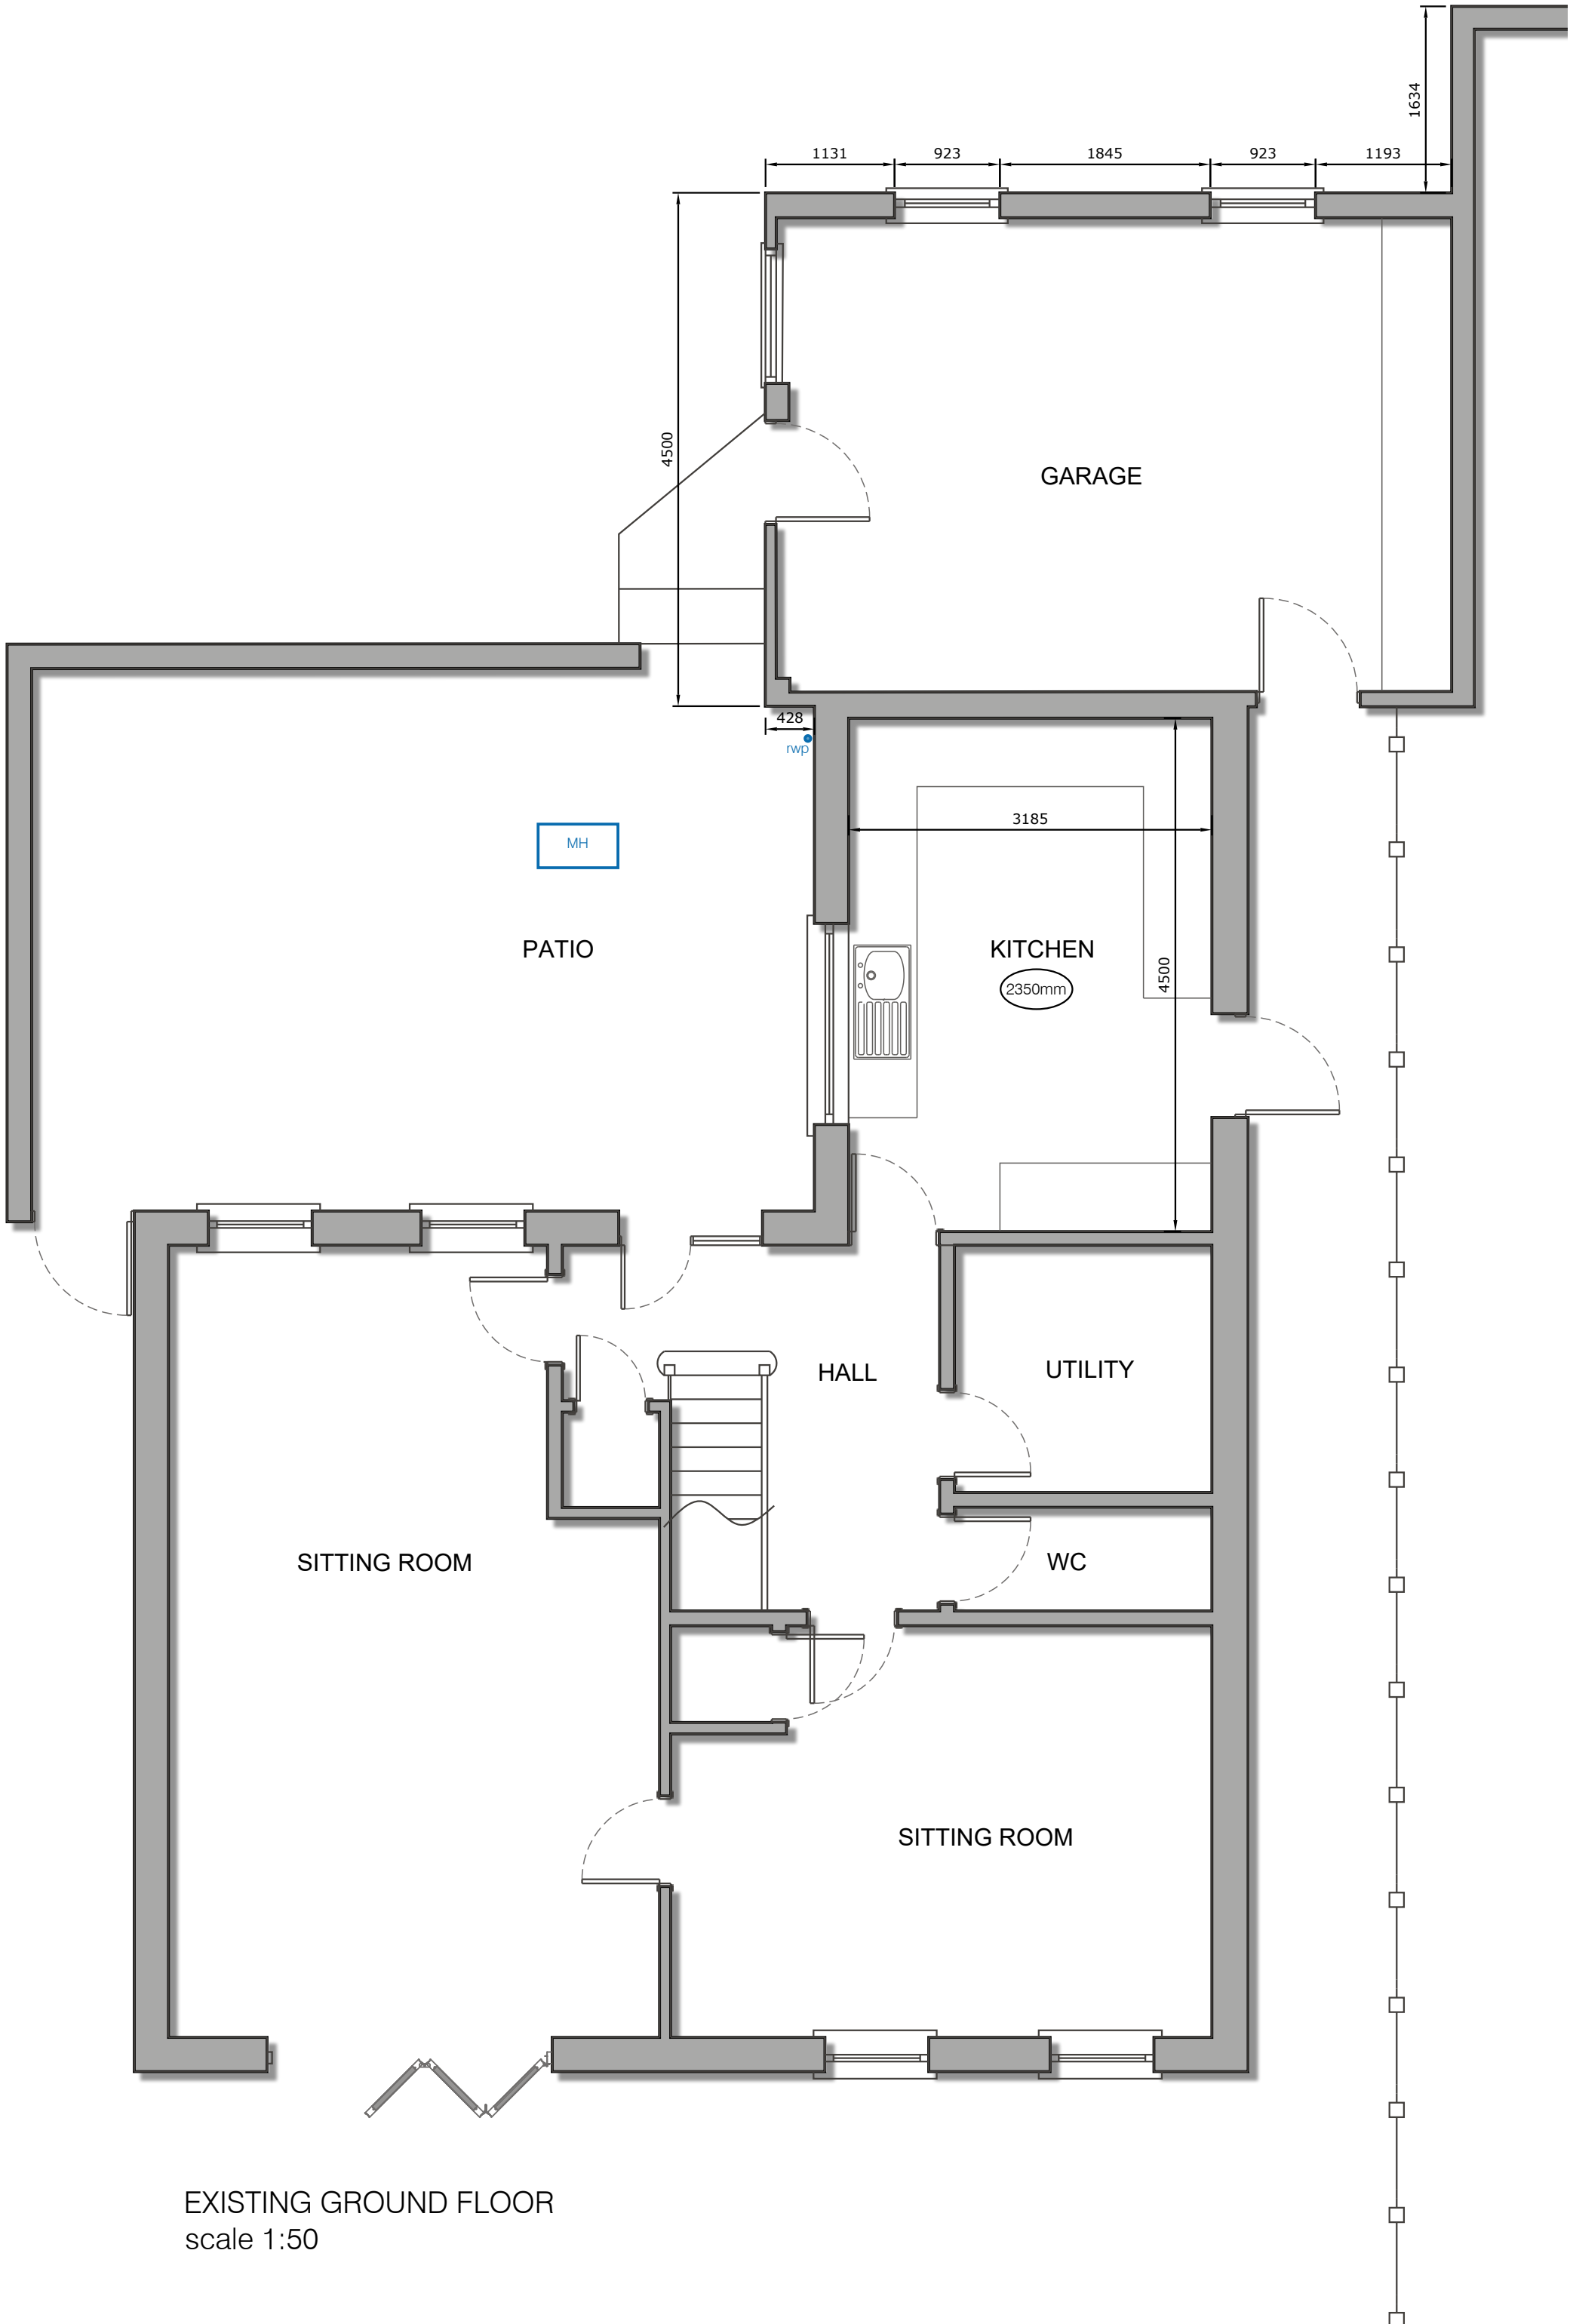 1634
1131
923
1845
923
1193
4500
GARAGE
428
rwp
3185
MH
PATIO
KITCHEN
2350mm
4500
HALL
UTILITY
SITTING ROOM
WC
SITTING ROOM
EXISTING GROUND FLOOR
scale 1:50